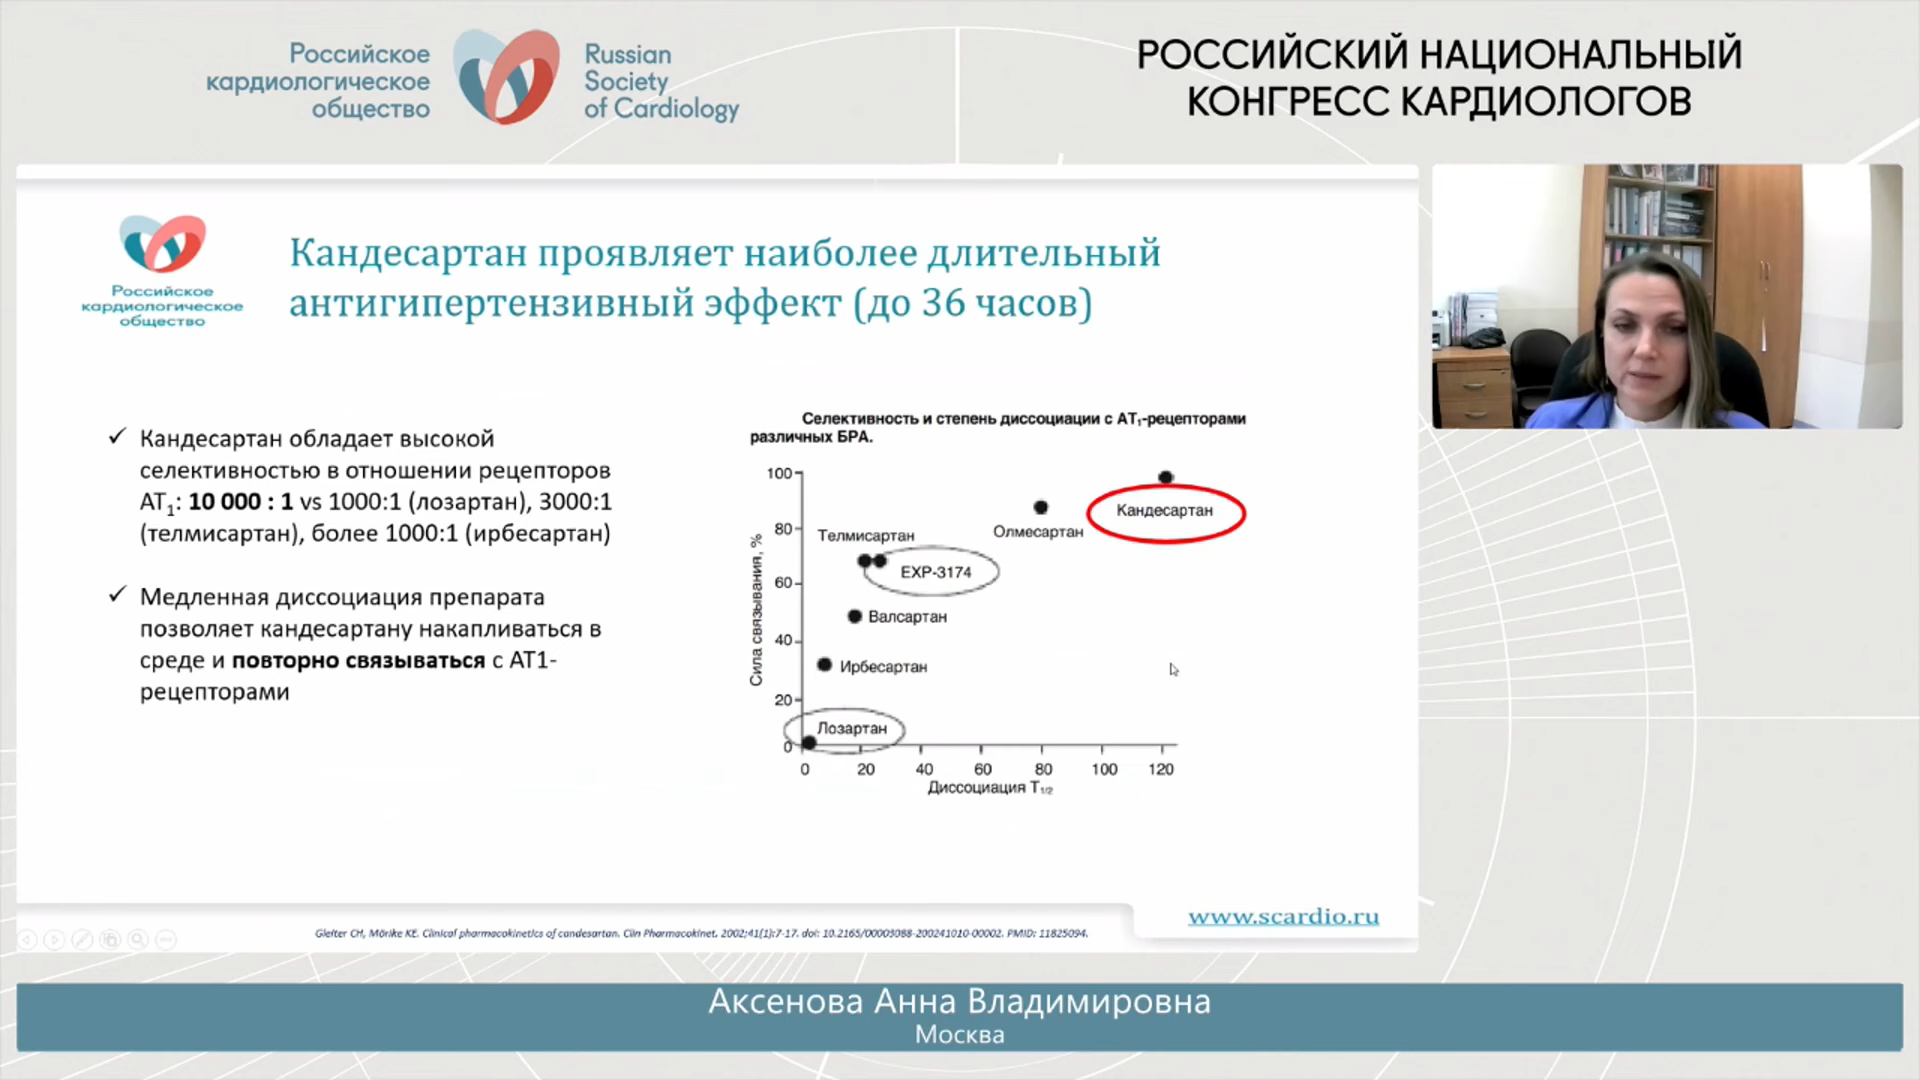 Российское
кардиологическое
общество
Russian
Society
of Cardiology
РОССИЙСКИЙ НАЦИОНАЛЬНЫЙ
КОНГРЕСС КАРДИОЛОГОВ
Российское
кардиологическое
общество
Кандесартан проявляет наиболее длительный
антигипертензивный эффект (до 36 часов)
✓ Кандесартан обладает высокой
селективностью в отношении рецепторов
АТ1: 10 000 : 1 vs 1000:1 (лозартан), 3000:1
(телмисартан), более 1000:1 (ирбесартан)
✓ Медленная диссоциация препарата
позволяет кандесартану накапливаться в
среде и повторно связываться с АТ1-
рецепторами
Селективность и степень диссоциации с АТ1-рецепторами
различных БРА.
Сила связывания, %
100
80
60
40
20
0
Кандесартан
Олмесартан
Телмисартан
EXP-3174
Валсартан
Ирбесартан
Лозартан
0 20 40 60 80 100 120
Диссоциация T1/2
www.scardio.ru
Gleiter CH, Mörike KE. Clinical pharmacokinetics of candesartan. Clin Pharmacokinet. 2002;41(1):7-17. doi: 10.2165/00003088-200241010-00002. PMID: 11825094.
Аксенова Анна Владимировна
Москва